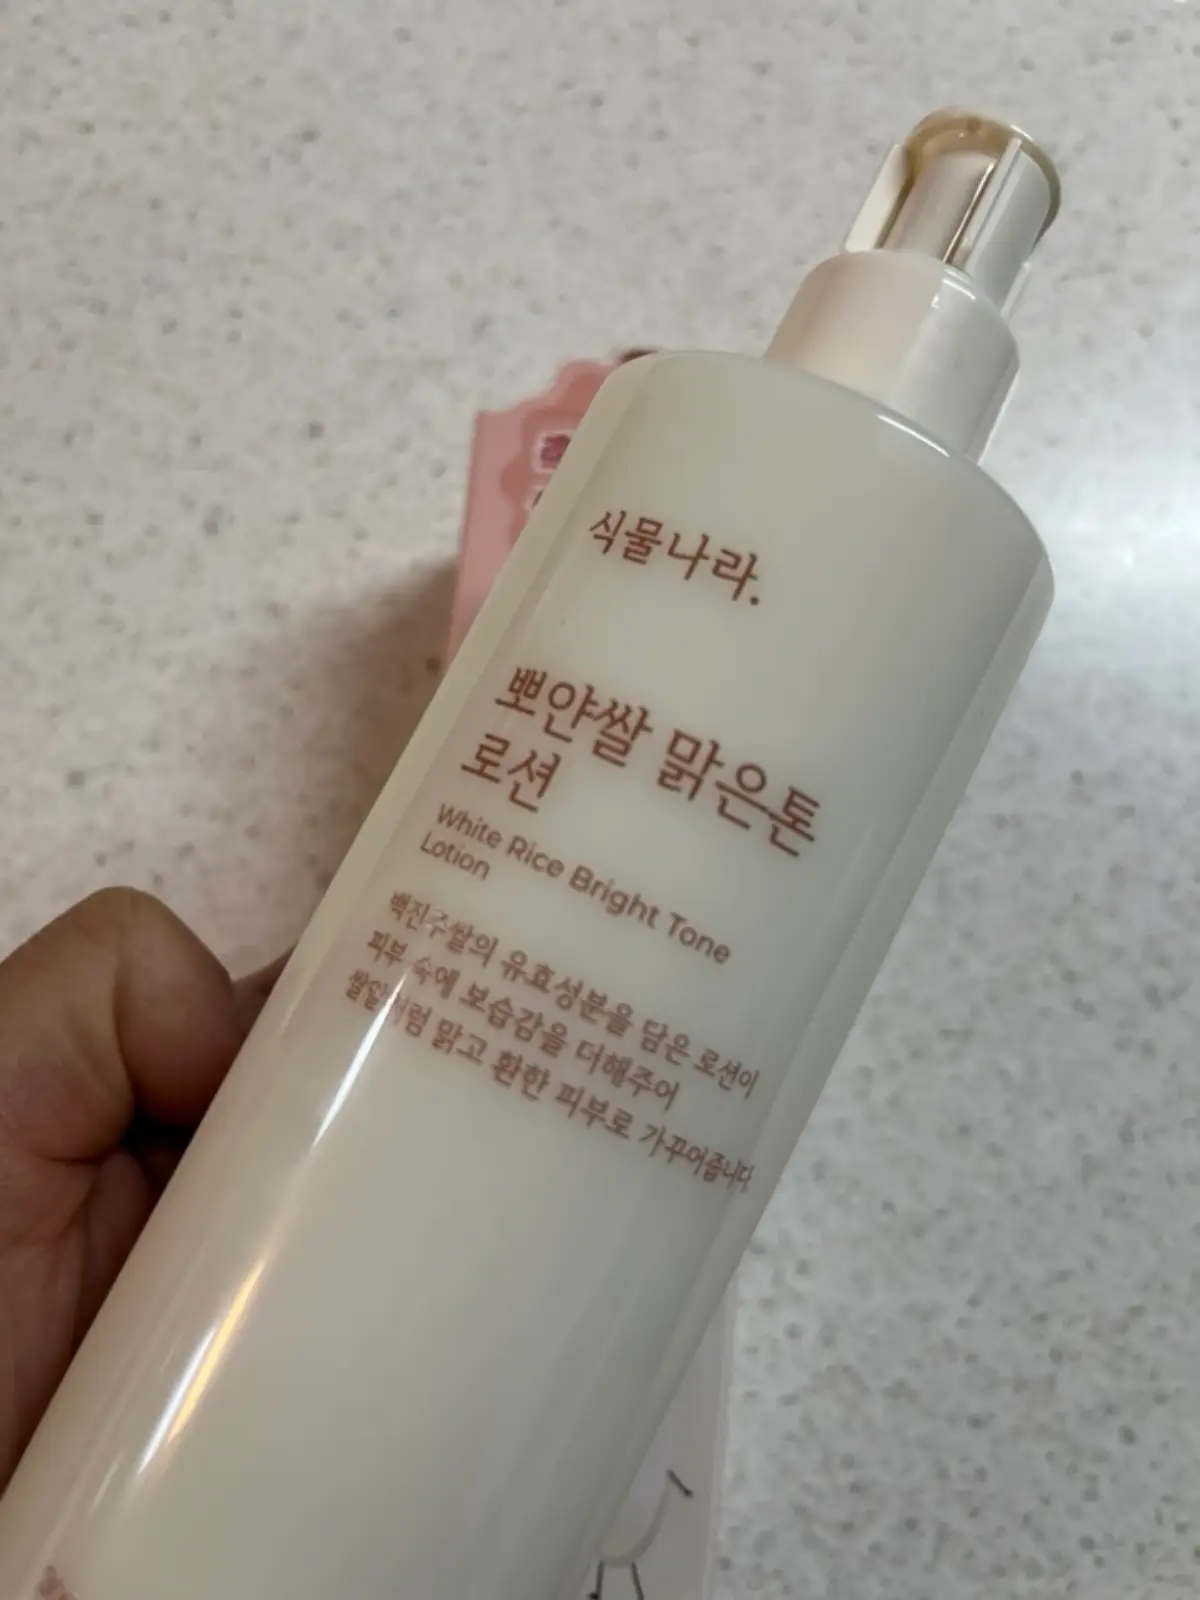 식물나라.
뽀얀쌀 맑은톤
로션
White Rice Bright Tone
Lotion
백진주쌀의 유효성분을 담은 로션이
피부 속에 보습감을 더해주어
쌀알처럼 맑고 환한 피부로 가꾸어줍니다.